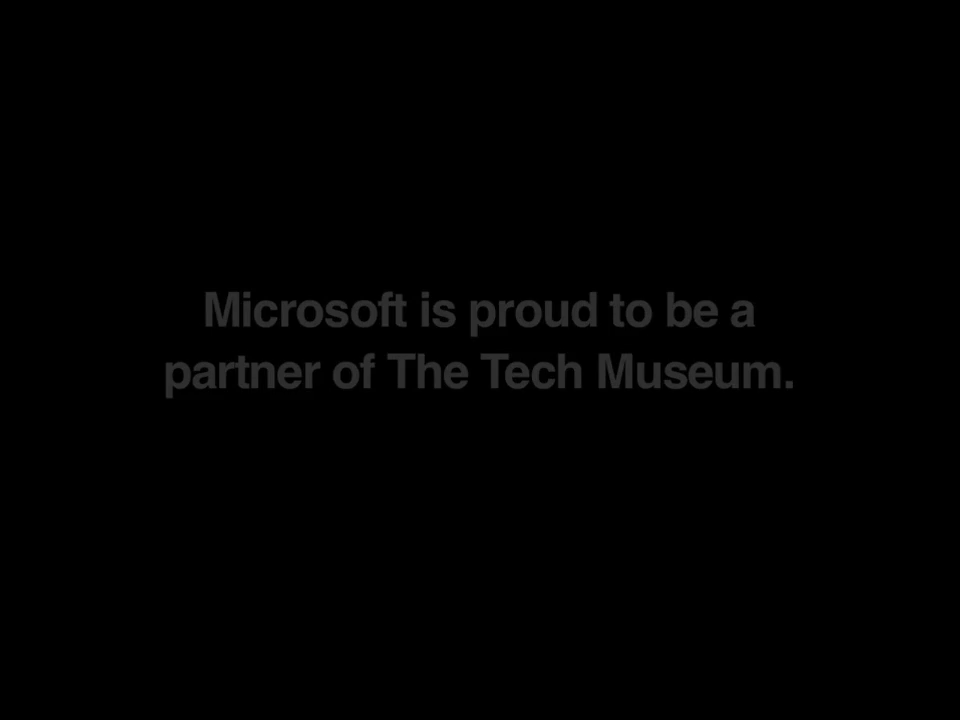 Microsoft is proud to be a
partner of The Tech Museum.